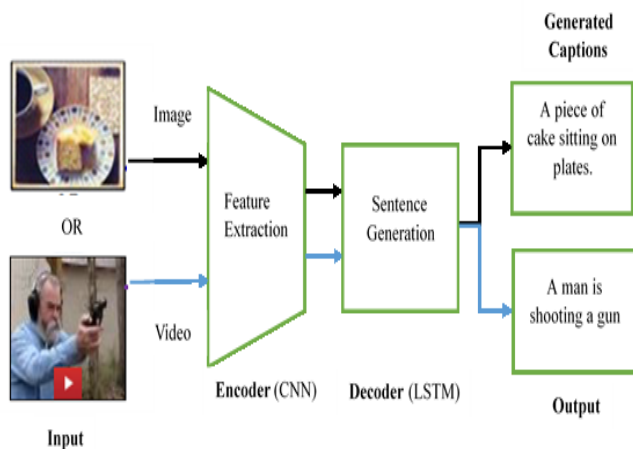 Generated
Captions
Image
A piece of
cake sitting on
plates.
OR
Feature
Extraction
Sentence
Generation
Video
A man is
shooting a gun
Encoder (CNN)
Decoder (LSTM)
Output
Input